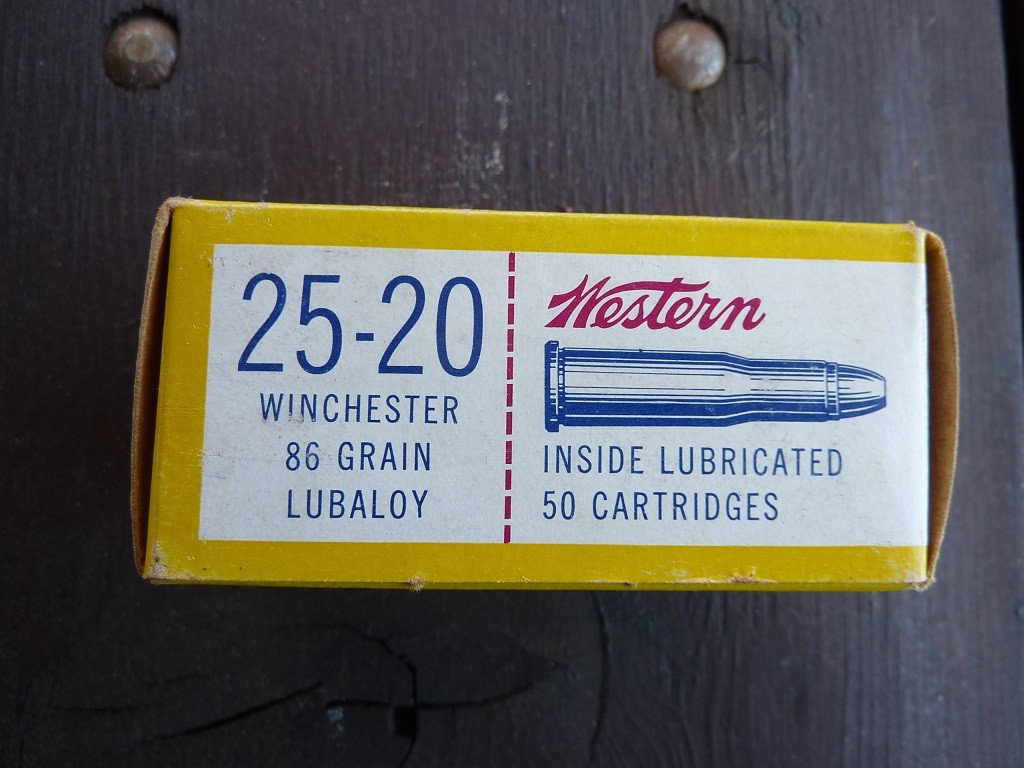 25-20
WINCHESTER
86 GRAIN
LUBALOY
Western
INSIDE LUBRICATED
50 CARTRIDGES